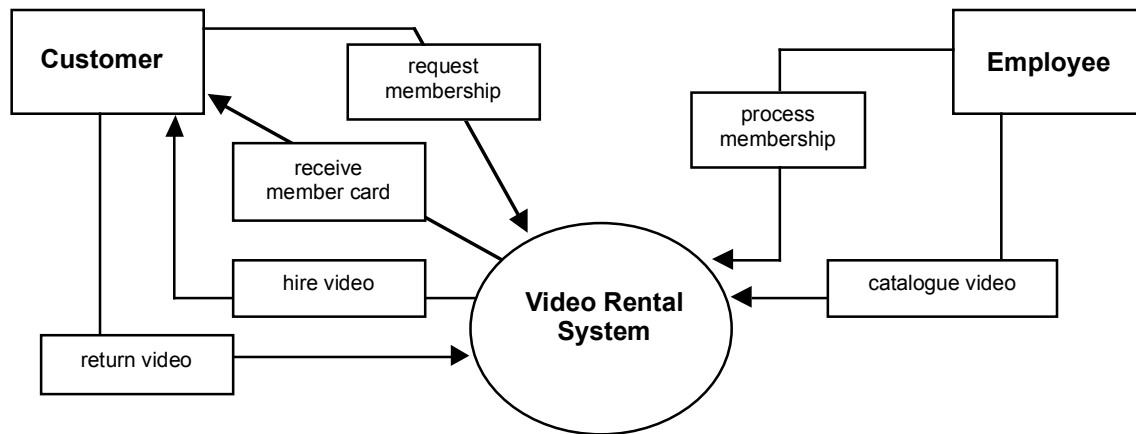 Customer
request
membership
Employee
process
membership
receive
member card
hire video
catalogue video
Video Rental
System
return video